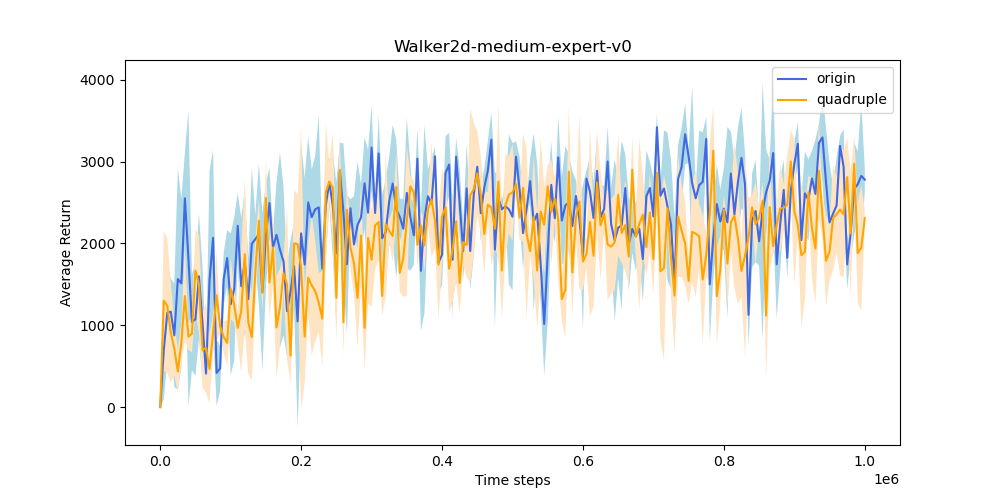 Walker2d-medium-expert-v0
origin
quadruple
Average Return
4000
3000
2000
1000
0
0.0 0.2 0.4 0.6 0.8 1.0
1e6
Time steps